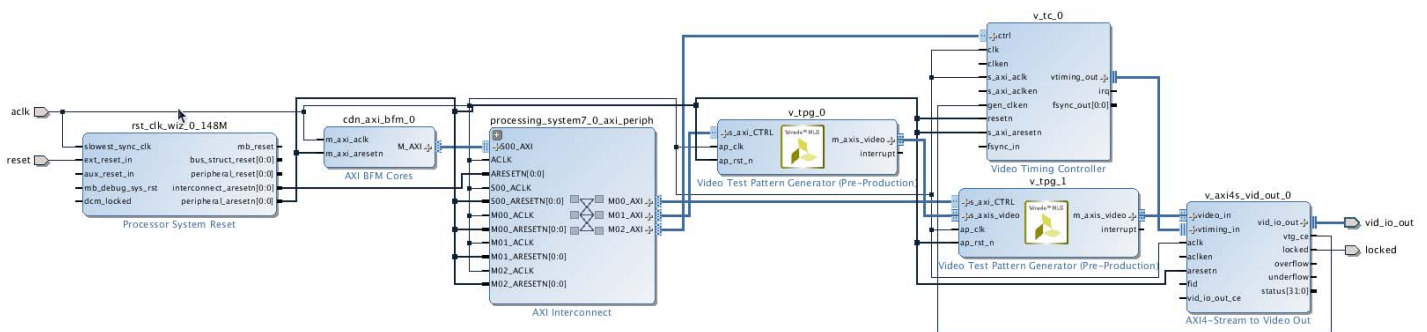 aclk
reset
rst_clk_wiz_0_148M
slowest_sync_clk
ext_reset_in
aux_reset_in
mb_debug_sys_rst
dcm_locked
mb_reset
bus_struct_reset[0:0]
peripheral_reset[0:0]
interconnect_aresetn[0:0]
peripheral_aresetn[0:0]
Processor System Reset
cdn_axi_bfm_0
m_axi_aclk
m_axi_aresetn
M_AXI
AXI BFM Cores
processing_system7_0_axi_periph
S00_AXI
ACLK
ARESETN[0:0]
S00_ACLK
S00_ARESETN[0:0]
M00_ACLK
M00_ARESETN[0:0]
M01_ACLK
M01_ARESETN[0:0]
M02_ACLK
M02_ARESETN[0:0]
M00_AXI
M01_AXI
M02_AXI
AXI Interconnect
v_tpg_0
s_axi_CTRL
ap_clk
ap_rst_n
Vivado™ HLS
m_axis_video
interrupt
Video Test Pattern Generator (Pre-Production)
v_tc_0
ctrl
clk
clken
s_axi_aclk
s_axi_aclken
gen_clken
resetn
s_axi_aresetn
fsync_in
vtiming_out
irq
fsync_out[0:0]
Video Timing Controller
v_tpg_1
s_axi_CTRL
s_axis_video
ap_clk
ap_rst_n
Vivado™ HLS
m_axis_video
interrupt
Video Test Pattern Generator (Pre-Production)
v_axi4s_vid_out_0
video_in
vtiming_in
aclk
aclken
aresetn
fid
vid_io_out_ce
vid_io_out
vtg_ce
locked
overflow
underflow
status[31:0]
AXI4-Stream to Video Out
vid_io_out
locked